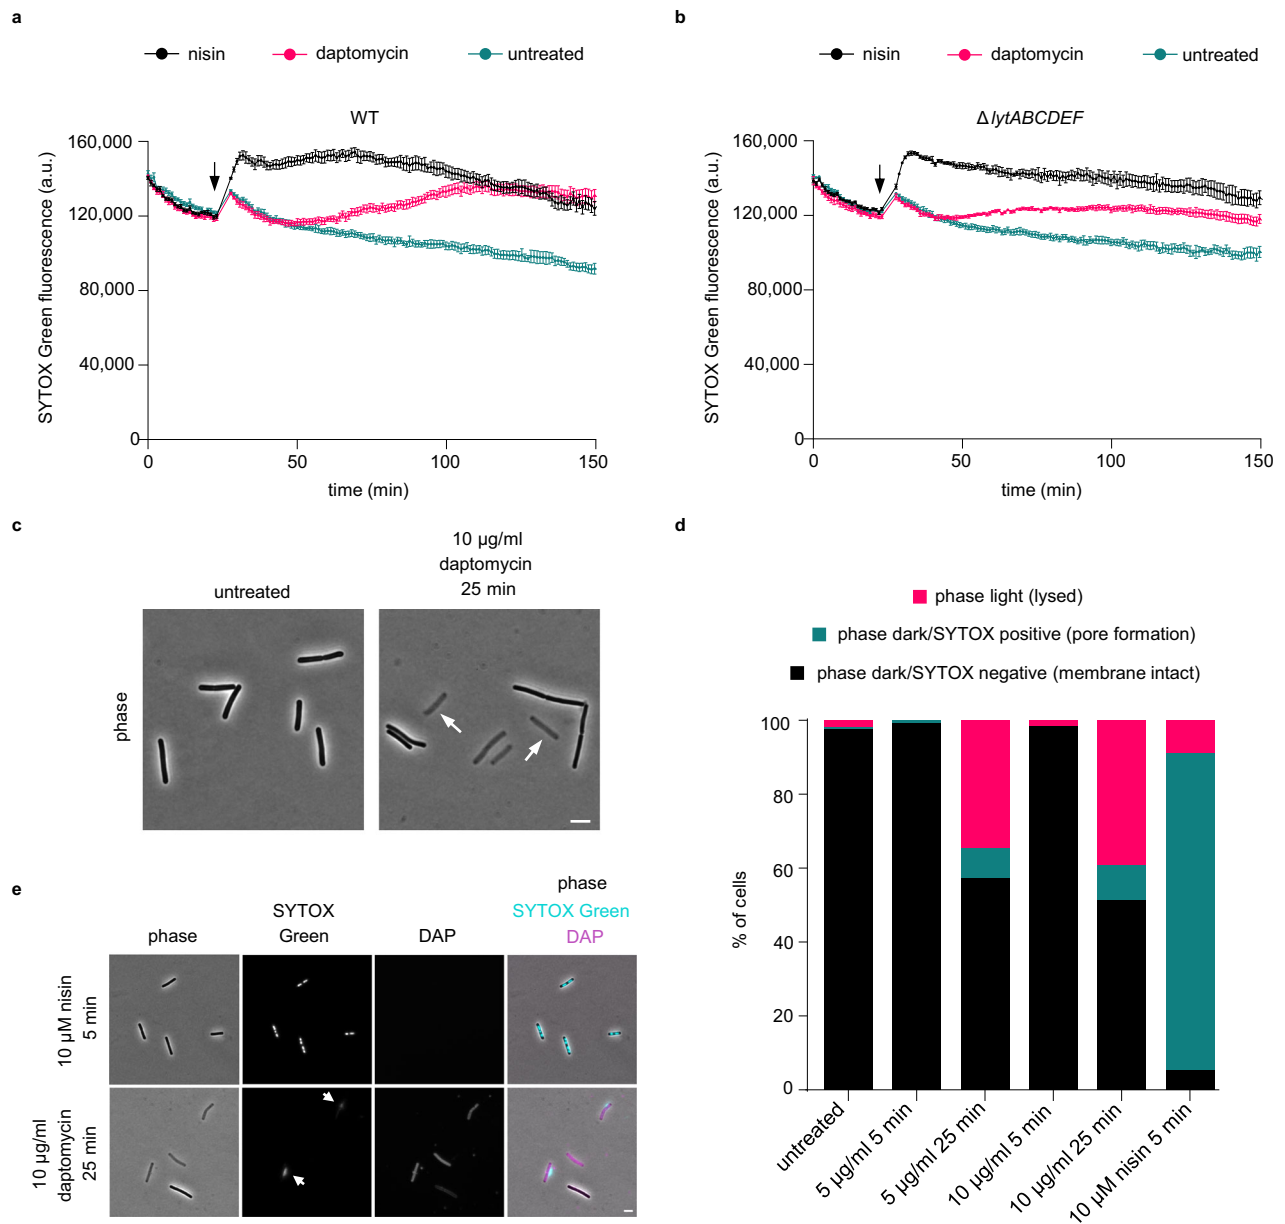 a
nisin daptomycin untreated
WT
SYTOX Green fluorescence (a.u.)
160,000
120,000
80,000
40,000
0
0 50 100 150
time (min)
b
nisin daptomycin untreated
ΔlytABCDEF
SYTOX Green fluorescence (a.u.)
160,000
120,000
80,000
40,000
0
0 50 100 150
time (min)
c
untreated
10 µg/ml
daptomycin
25 min
phase
d
phase light (lysed)
phase dark/SYTOX positive (pore formation)
phase dark/SYTOX negative (membrane intact)
% of cells
100
80
60
40
20
0
untreated
5 µg/ml 5 min
5 µg/ml 25 min
10 µg/ml 5 min
10 µg/ml 25 min
10 µM nisin 5 min
e
phase
SYTOX
Green
DAP
phase
SYTOX Green
DAP
10 µM nisin
5 min
10 µg/ml
daptomycin
25 min